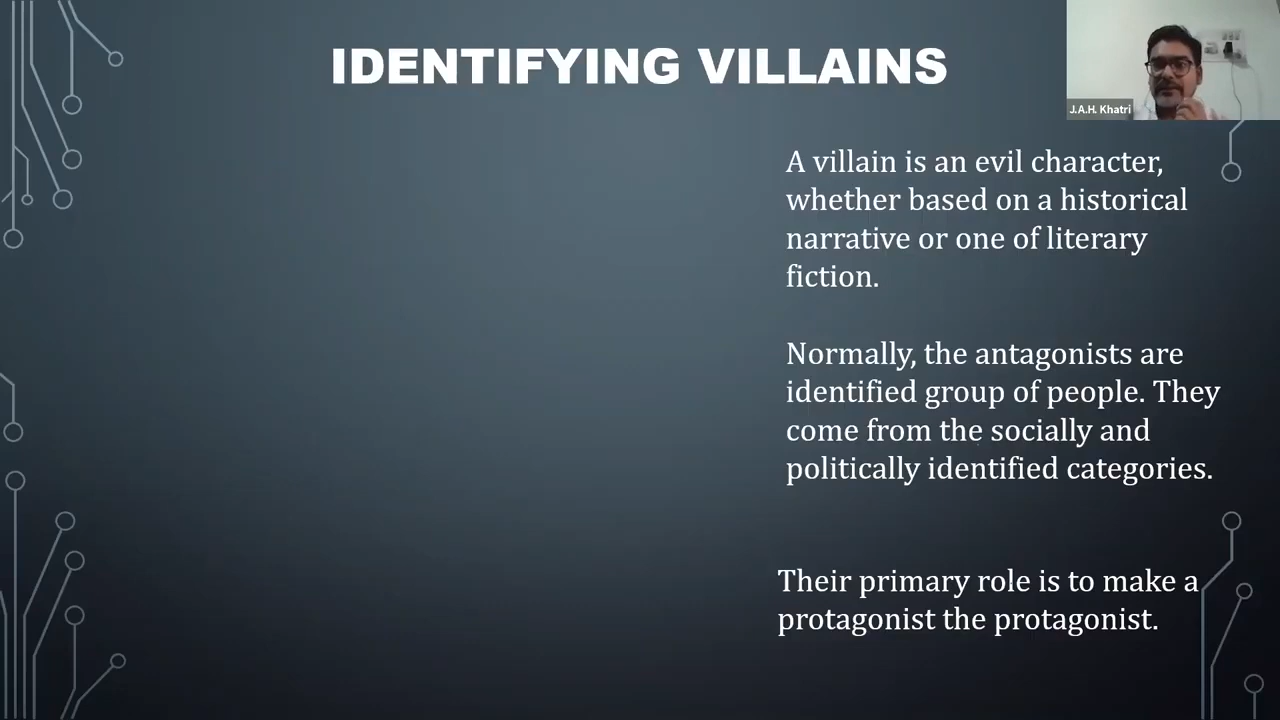 IDENTIFYING VILLAINS
J.A.H. Khatri
A villain is an evil character,
whether based on a historical
narrative or one of literary
fiction.
Normally, the antagonists are
identified group of people. They
come from the socially and
politically identified categories.
Their primary role is to make a
protagonist the protagonist.